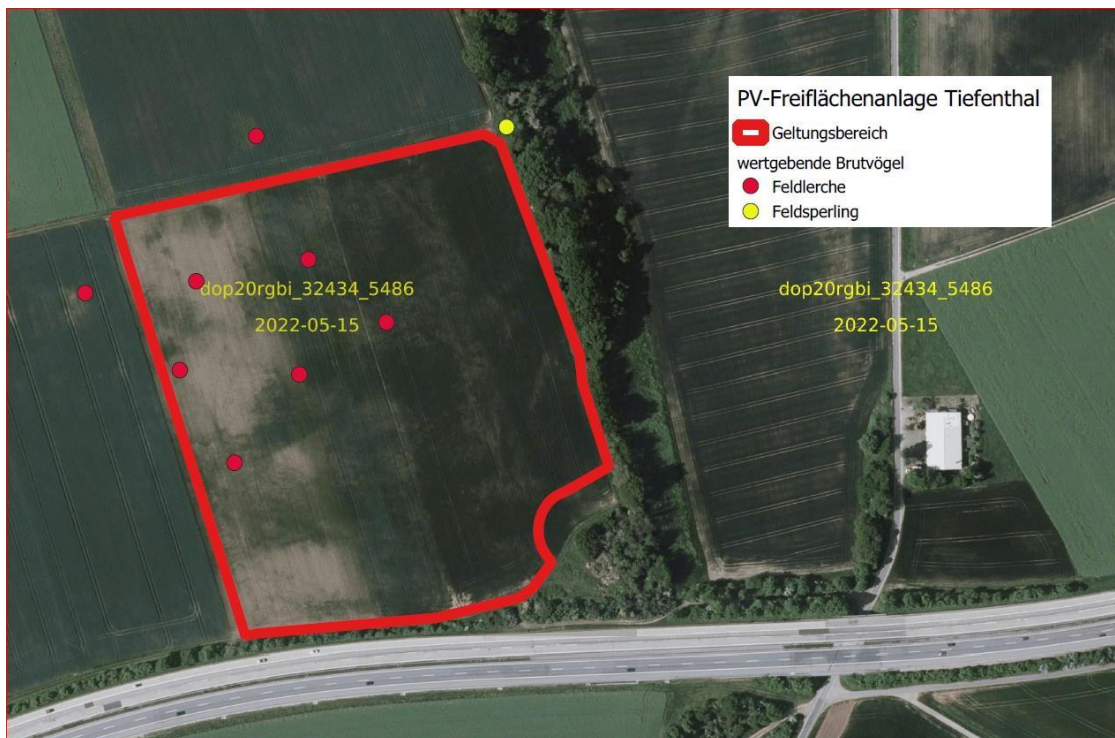 PV-Freiflächenanlage Tiefenthal
Geltungsbereich
wertgebende Brutvögel
Feldlerche
Feldsperling
dop20rgbi_32434_5486
2022-05-15
dop20rgbi_32434_5486
2022-05-15